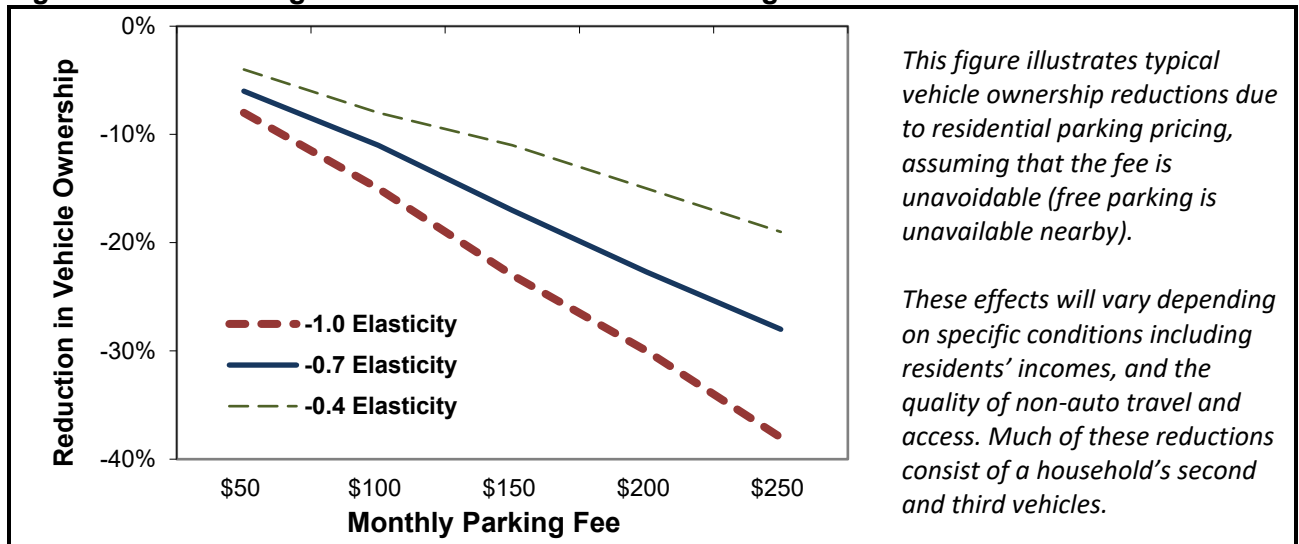 0%
-10%
-20%
-30%
-40%
Reduction in Vehicle Ownership
-1.0 Elasticity
-0.7 Elasticity
-0.4 Elasticity
$50 $100 $150 $200 $250
Monthly Parking Fee
This figure illustrates typical
vehicle ownership reductions due
to residential parking pricing,
assuming that the fee is
unavoidable (free parking is
unavailable nearby).
These effects will vary depending
on specific conditions including
residents’ incomes, and the
quality of non-auto travel and
access. Much of these reductions
consist of a household’s second
and third vehicles.